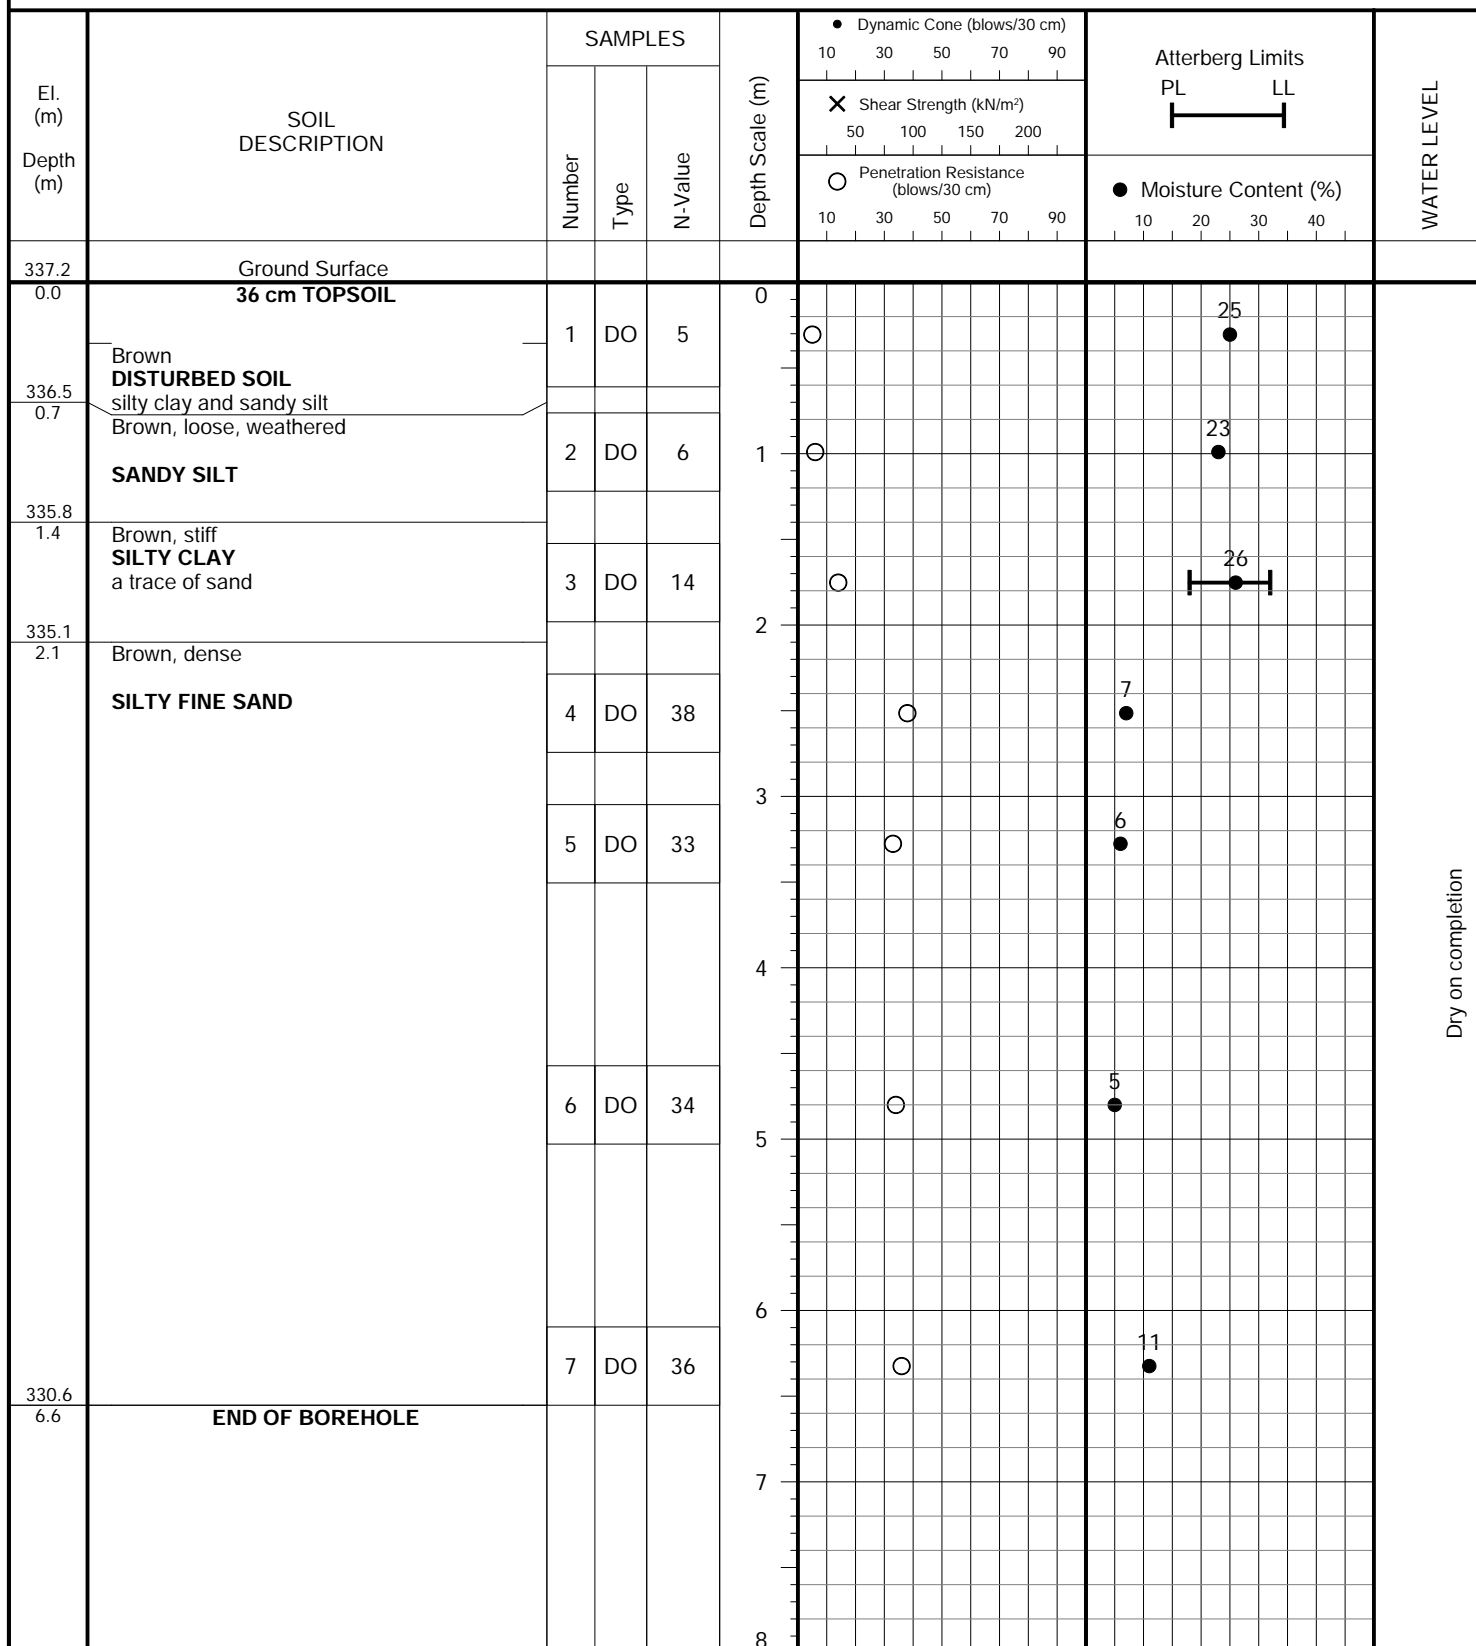 El.
(m)
Depth
(m)
SOIL
DESCRIPTION
SAMPLES
Number
Type
N-Value
Depth Scale (m)
Dynamic Cone (blows/30 cm)
10 30 50 70 90
Shear Strength (kN/m²)
50 100 150 200
Penetration Resistance
(blows/30 cm)
10 30 50 70 90
Atterberg Limits
PL LL
Moisture Content (%)
10 20 30 40
WATER LEVEL
337.2 Ground Surface
0.0 36 cm TOPSOIL 0
25
1 DO 5
Brown
DISTURBED SOIL
336.5 silty clay and sandy silt
0.7 Brown, loose, weathered
23
2 DO 6 1
SANDY SILT
335.8
1.4 Brown, stiff
SILTY CLAY 26
a trace of sand 3 DO 14
2
335.1
2.1 Brown, dense
7
SILTY FINE SAND 4 DO 38
3
6
5 DO 33
4
Dry on completion
5
6 DO 34
5
6
11
7 DO 36
330.6
6.6 END OF BOREHOLE
7
8